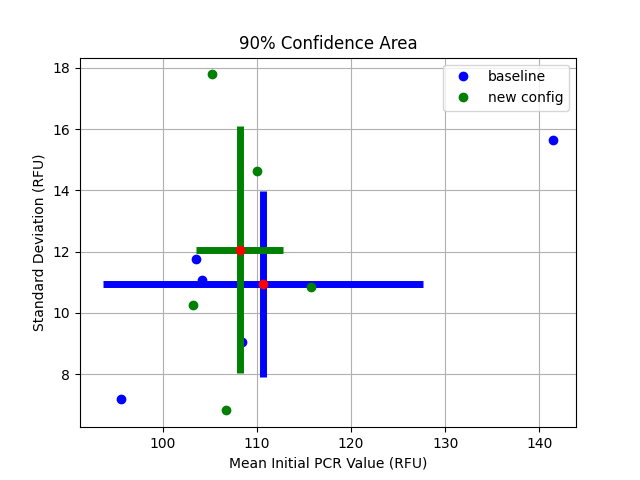 90% Confidence Area
baseline
new config
18
16
14
12
10
8
Standard Deviation (RFU)
100
110
120
130
140
Mean Initial PCR Value (RFU)